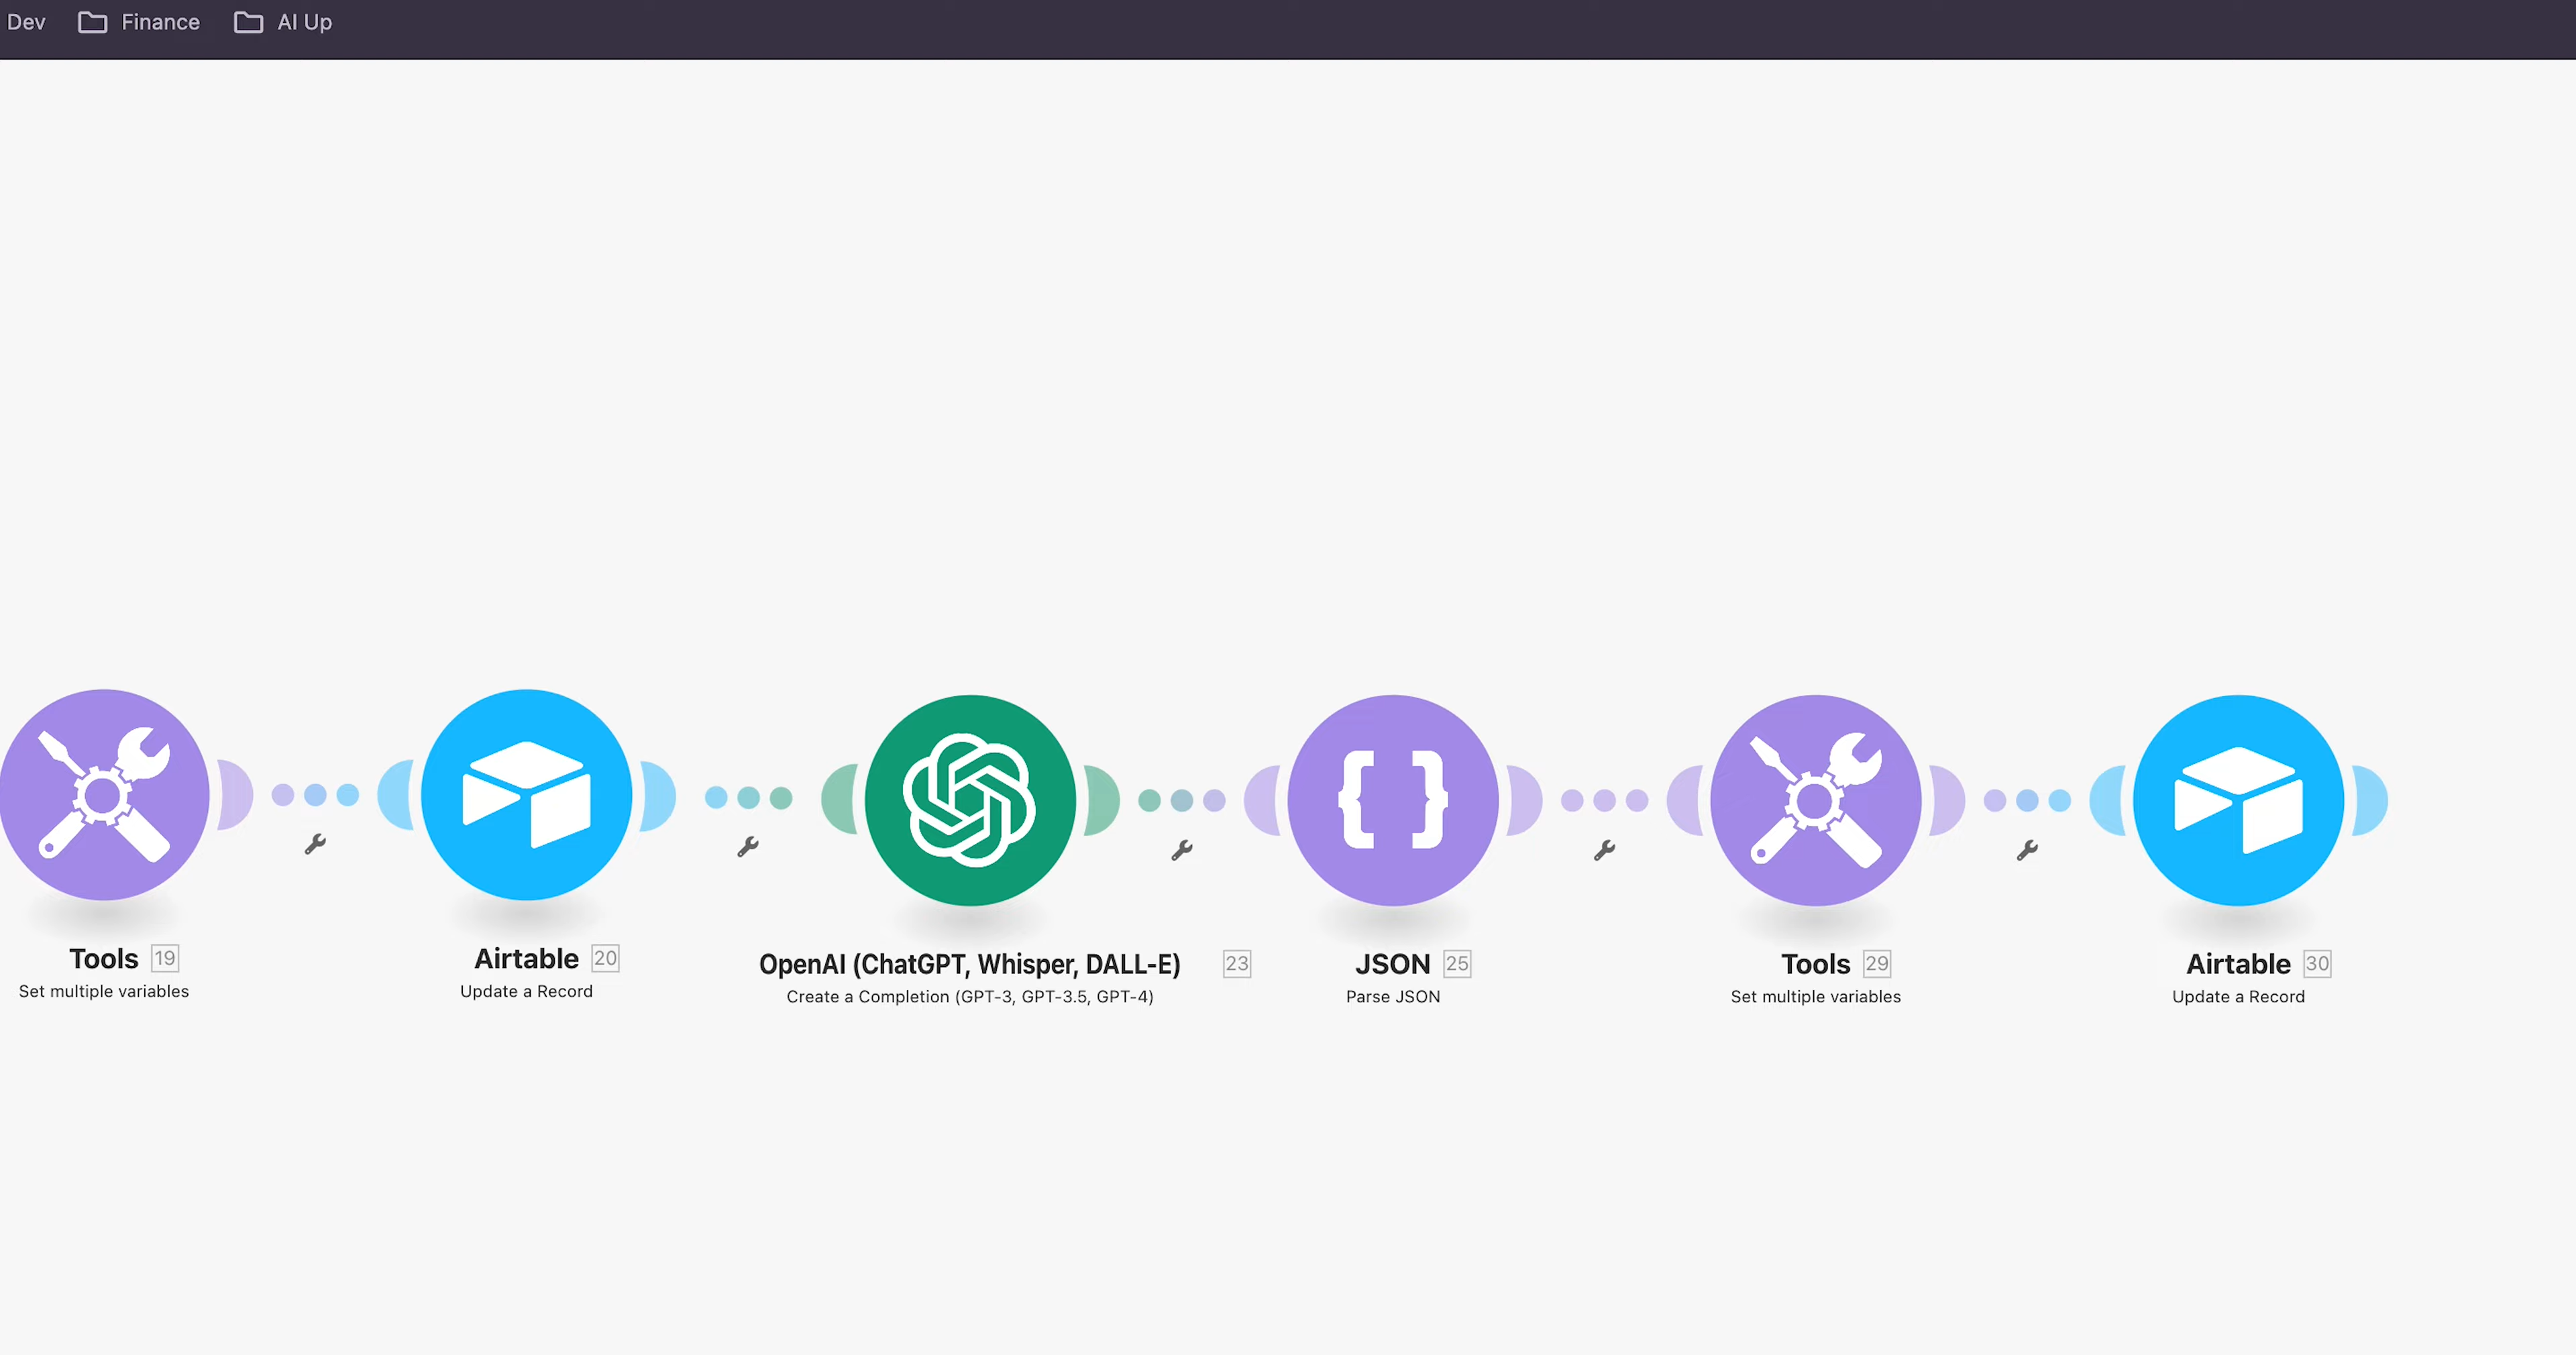 Dev Finance AI Up
Tools 19
Set multiple variables
Airtable 20
Update a Record
OpenAI (ChatGPT, Whisper, DALL-E) 23
Create a Completion (GPT-3, GPT-3.5, GPT-4)
JSON 25
Parse JSON
Tools 29
Set multiple variables
Airtable 30
Update a Record